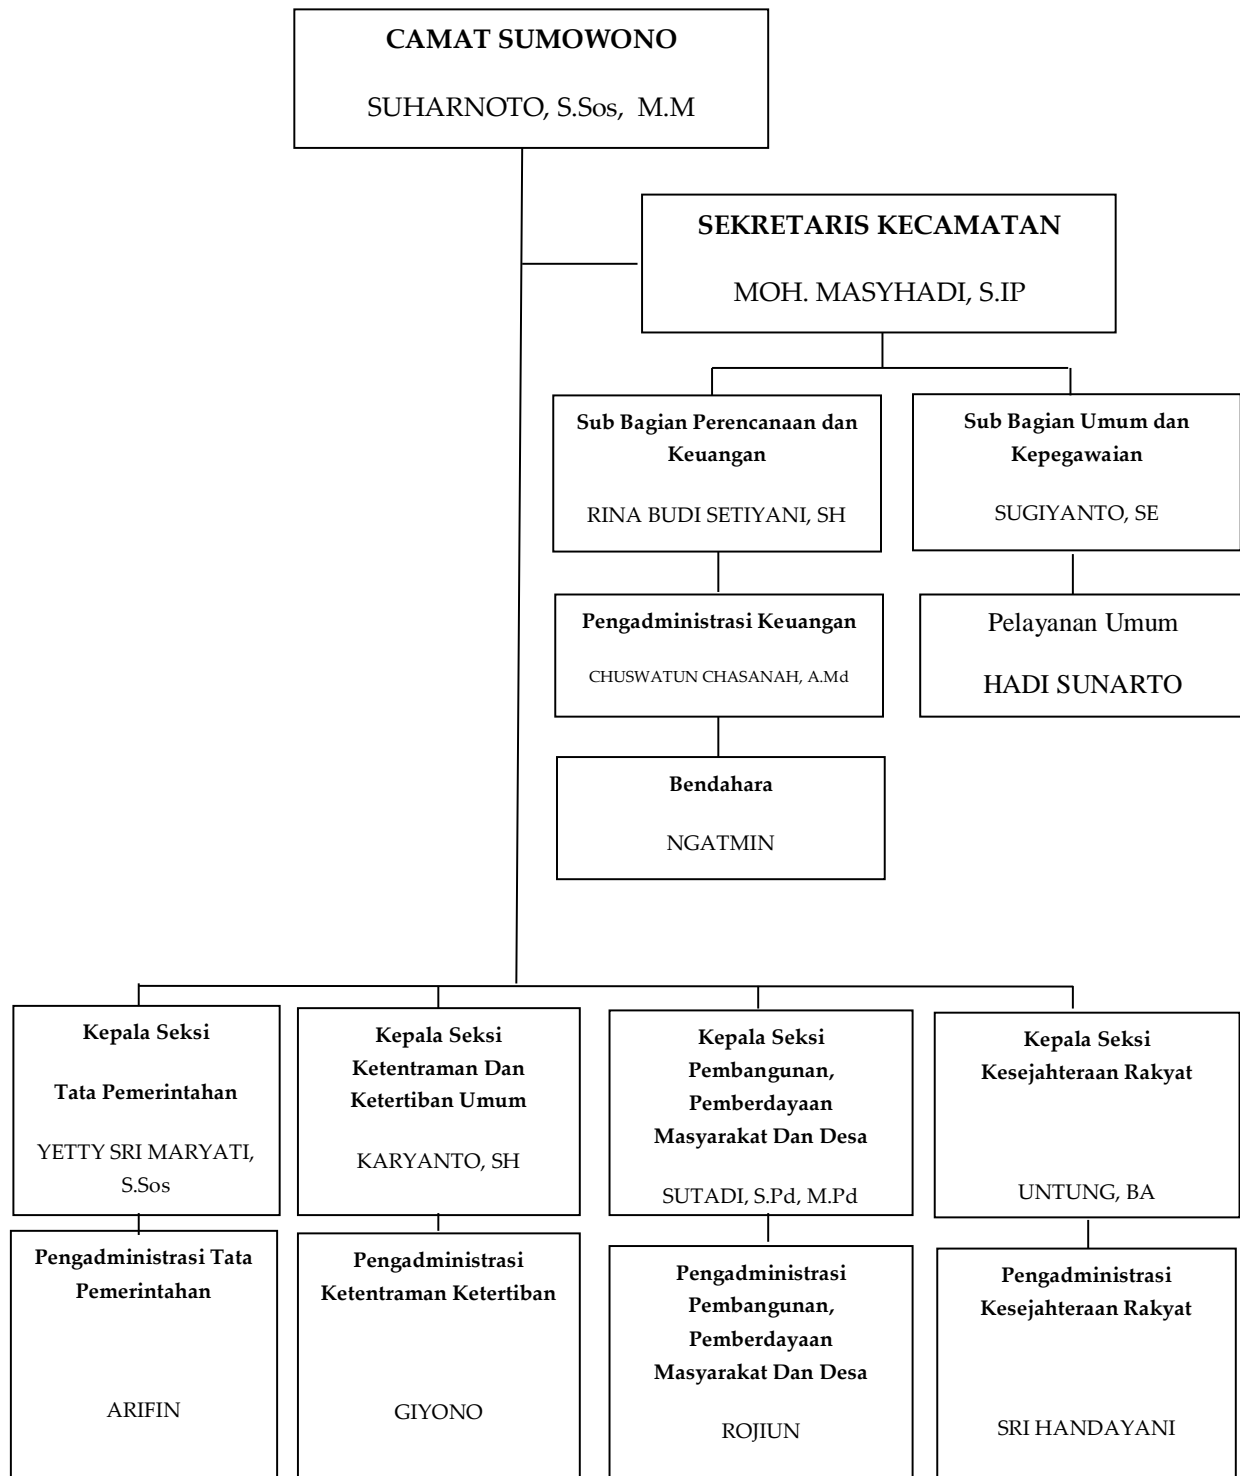 CAMAT SUMOWONO
SUHARNOTO, S.Sos, M.M
SEKRETARIS KECAMATAN
MOH. MASYHADI, S.IP
Sub Bagian Perencanaan dan
Keuangan
RINA BUDI SETIYANI, SH
Sub Bagian Umum dan
Kepegawaian
SUGIYANTO, SE
Pengadministrasi Keuangan
CHUSWATUN CHASANAH, A.Md
Pelayanan Umum
HADI SUNARTO
Bendahara
NGATMIN
Kepala Seksi
Tata Pemerintahan
YETTY SRI MARYATI,
S.Sos
Kepala Seksi
Ketentraman Dan
Ketertiban Umum
KARYANTO, SH
Kepala Seksi
Pembangunan,
Pemberdayaan
Masyarakat Dan Desa
SUTADI, S.Pd, M.Pd
Kepala Seksi
Kesejahteraan Rakyat
UNTUNG, BA
Pengadministrasi Tata
Pemerintahan
ARIFIN
Pengadministrasi
Ketentraman Ketertiban
GIYONO
Pengadministrasi
Pembangunan,
Pemberdayaan
Masyarakat Dan Desa
ROJIUN
Pengadministrasi
Kesejahteraan Rakyat
SRI HANDAYANI